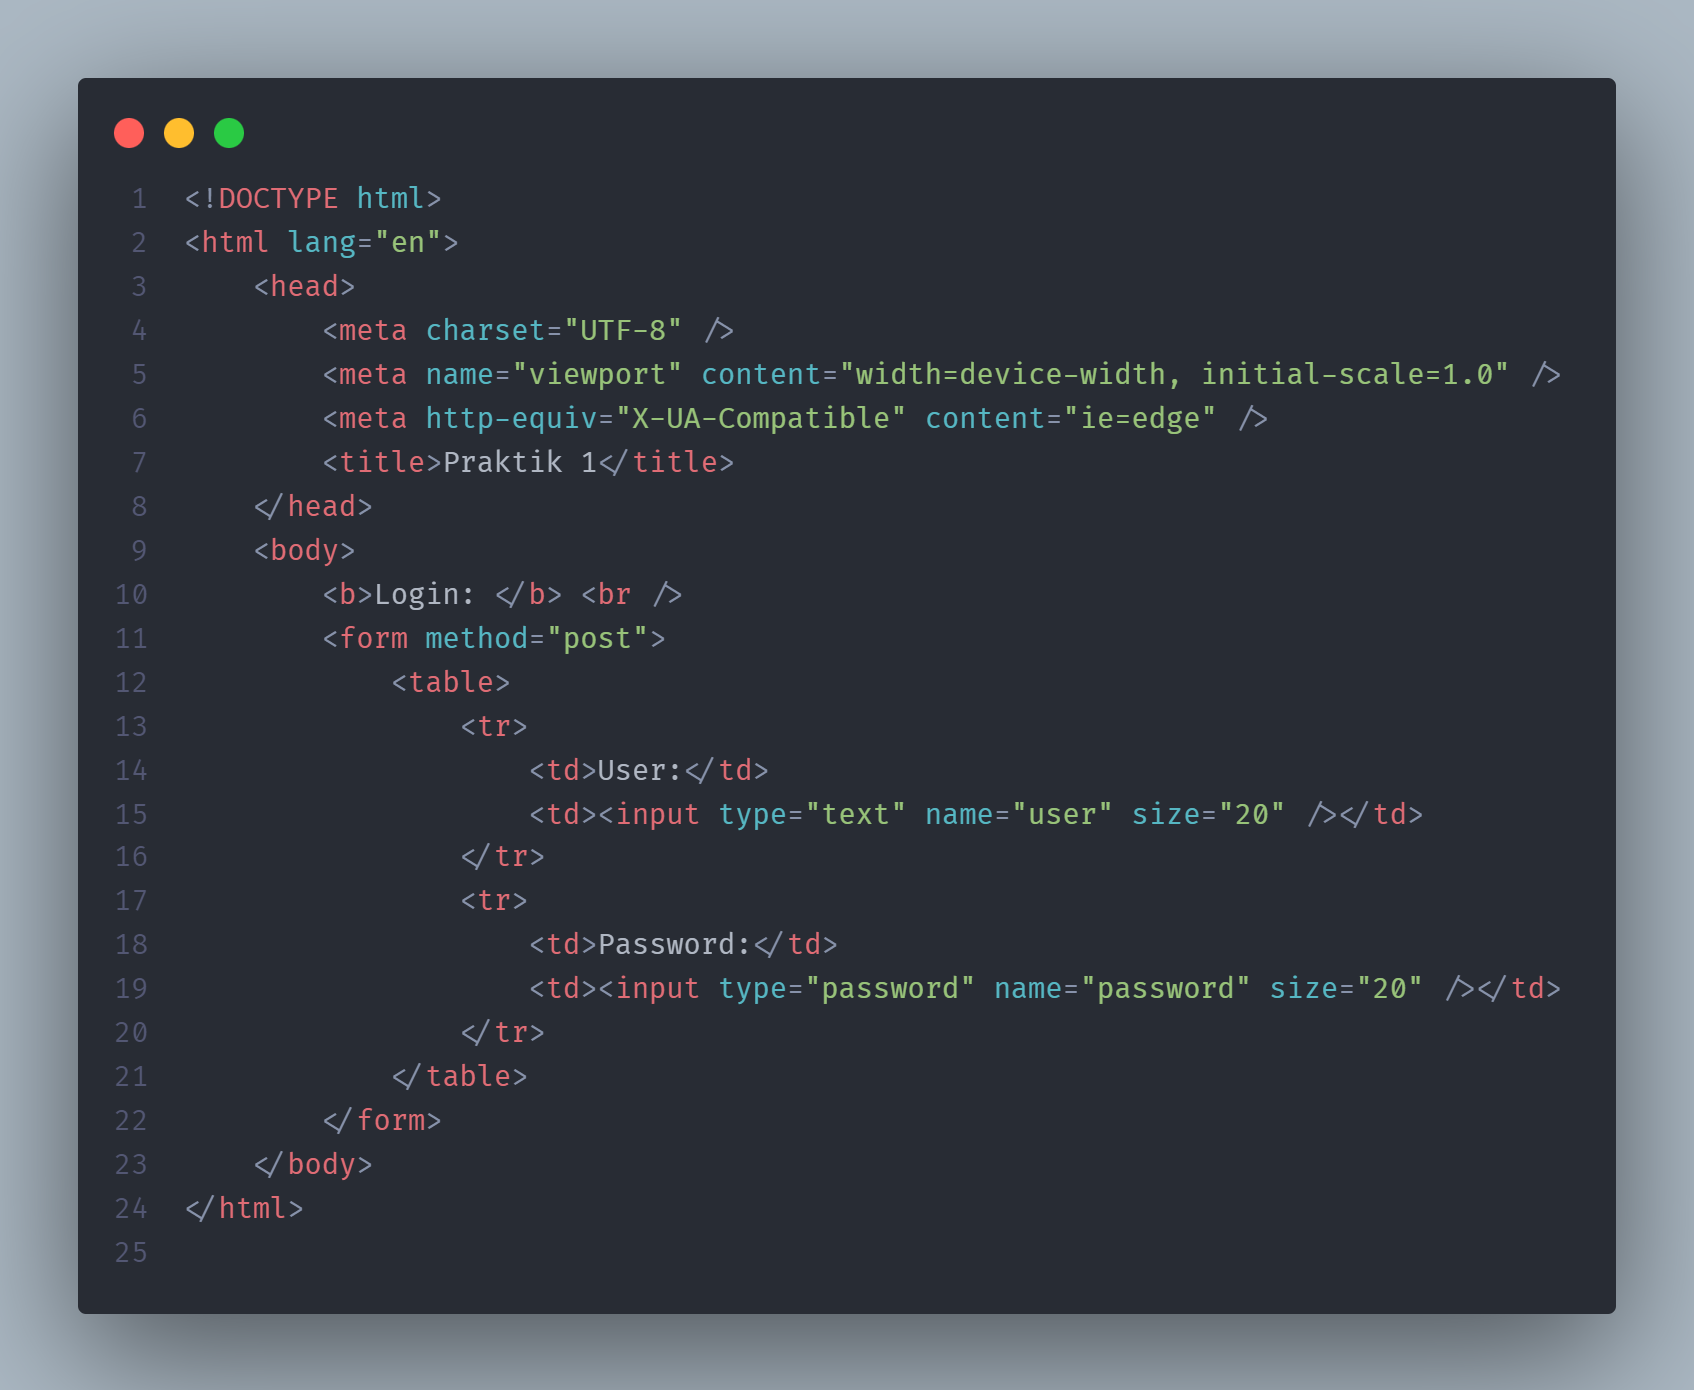 1 <!DOCTYPE html>
2 <html lang="en">
3     <head>
4         <meta charset="UTF-8" />
5         <meta name="viewport" content="width=device-width, initial-scale=1.0" />
6         <meta http-equiv="X-UA-Compatible" content="ie=edge" />
7         <title>Praktik 1</title>
8     </head>
9     <body>
10         <b>Login: </b> <br />
11         <form method="post">
12             <table>
13                 <tr>
14                     <td>User:</td>
15                     <td><input type="text" name="user" size="20" /></td>
16                 </tr>
17                 <tr>
18                     <td>Password:</td>
19                     <td><input type="password" name="password" size="20" /></td>
20                 </tr>
21             </table>
22         </form>
23     </body>
24 </html>
25